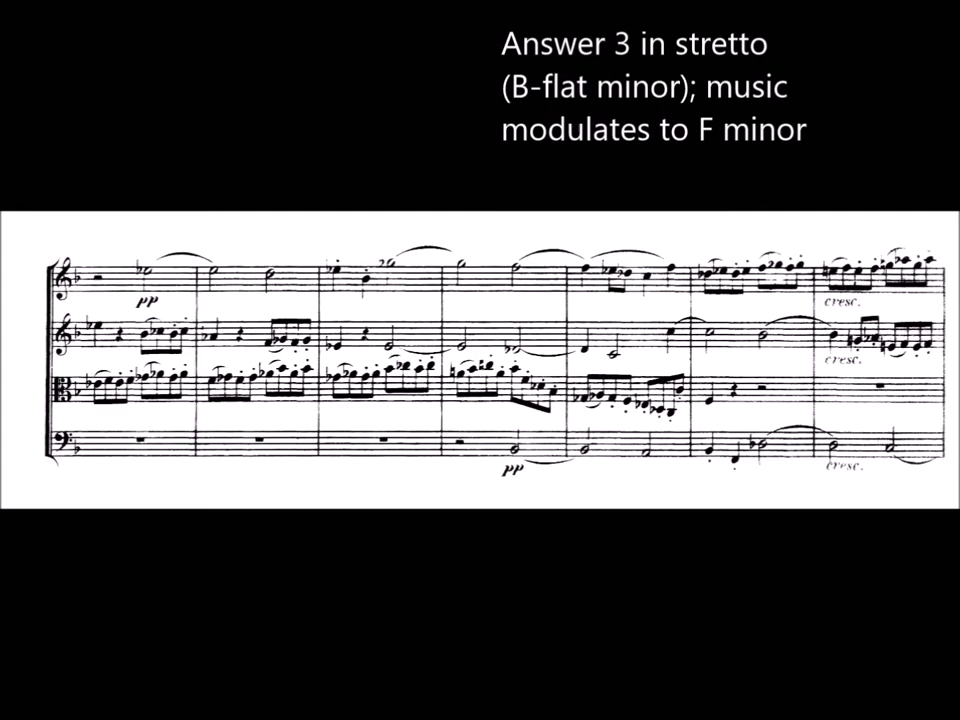 Answer 3 in stretto
(B-flat minor); music
modulates to F minor
pp
cresc.
cresc.
pp
cresc.